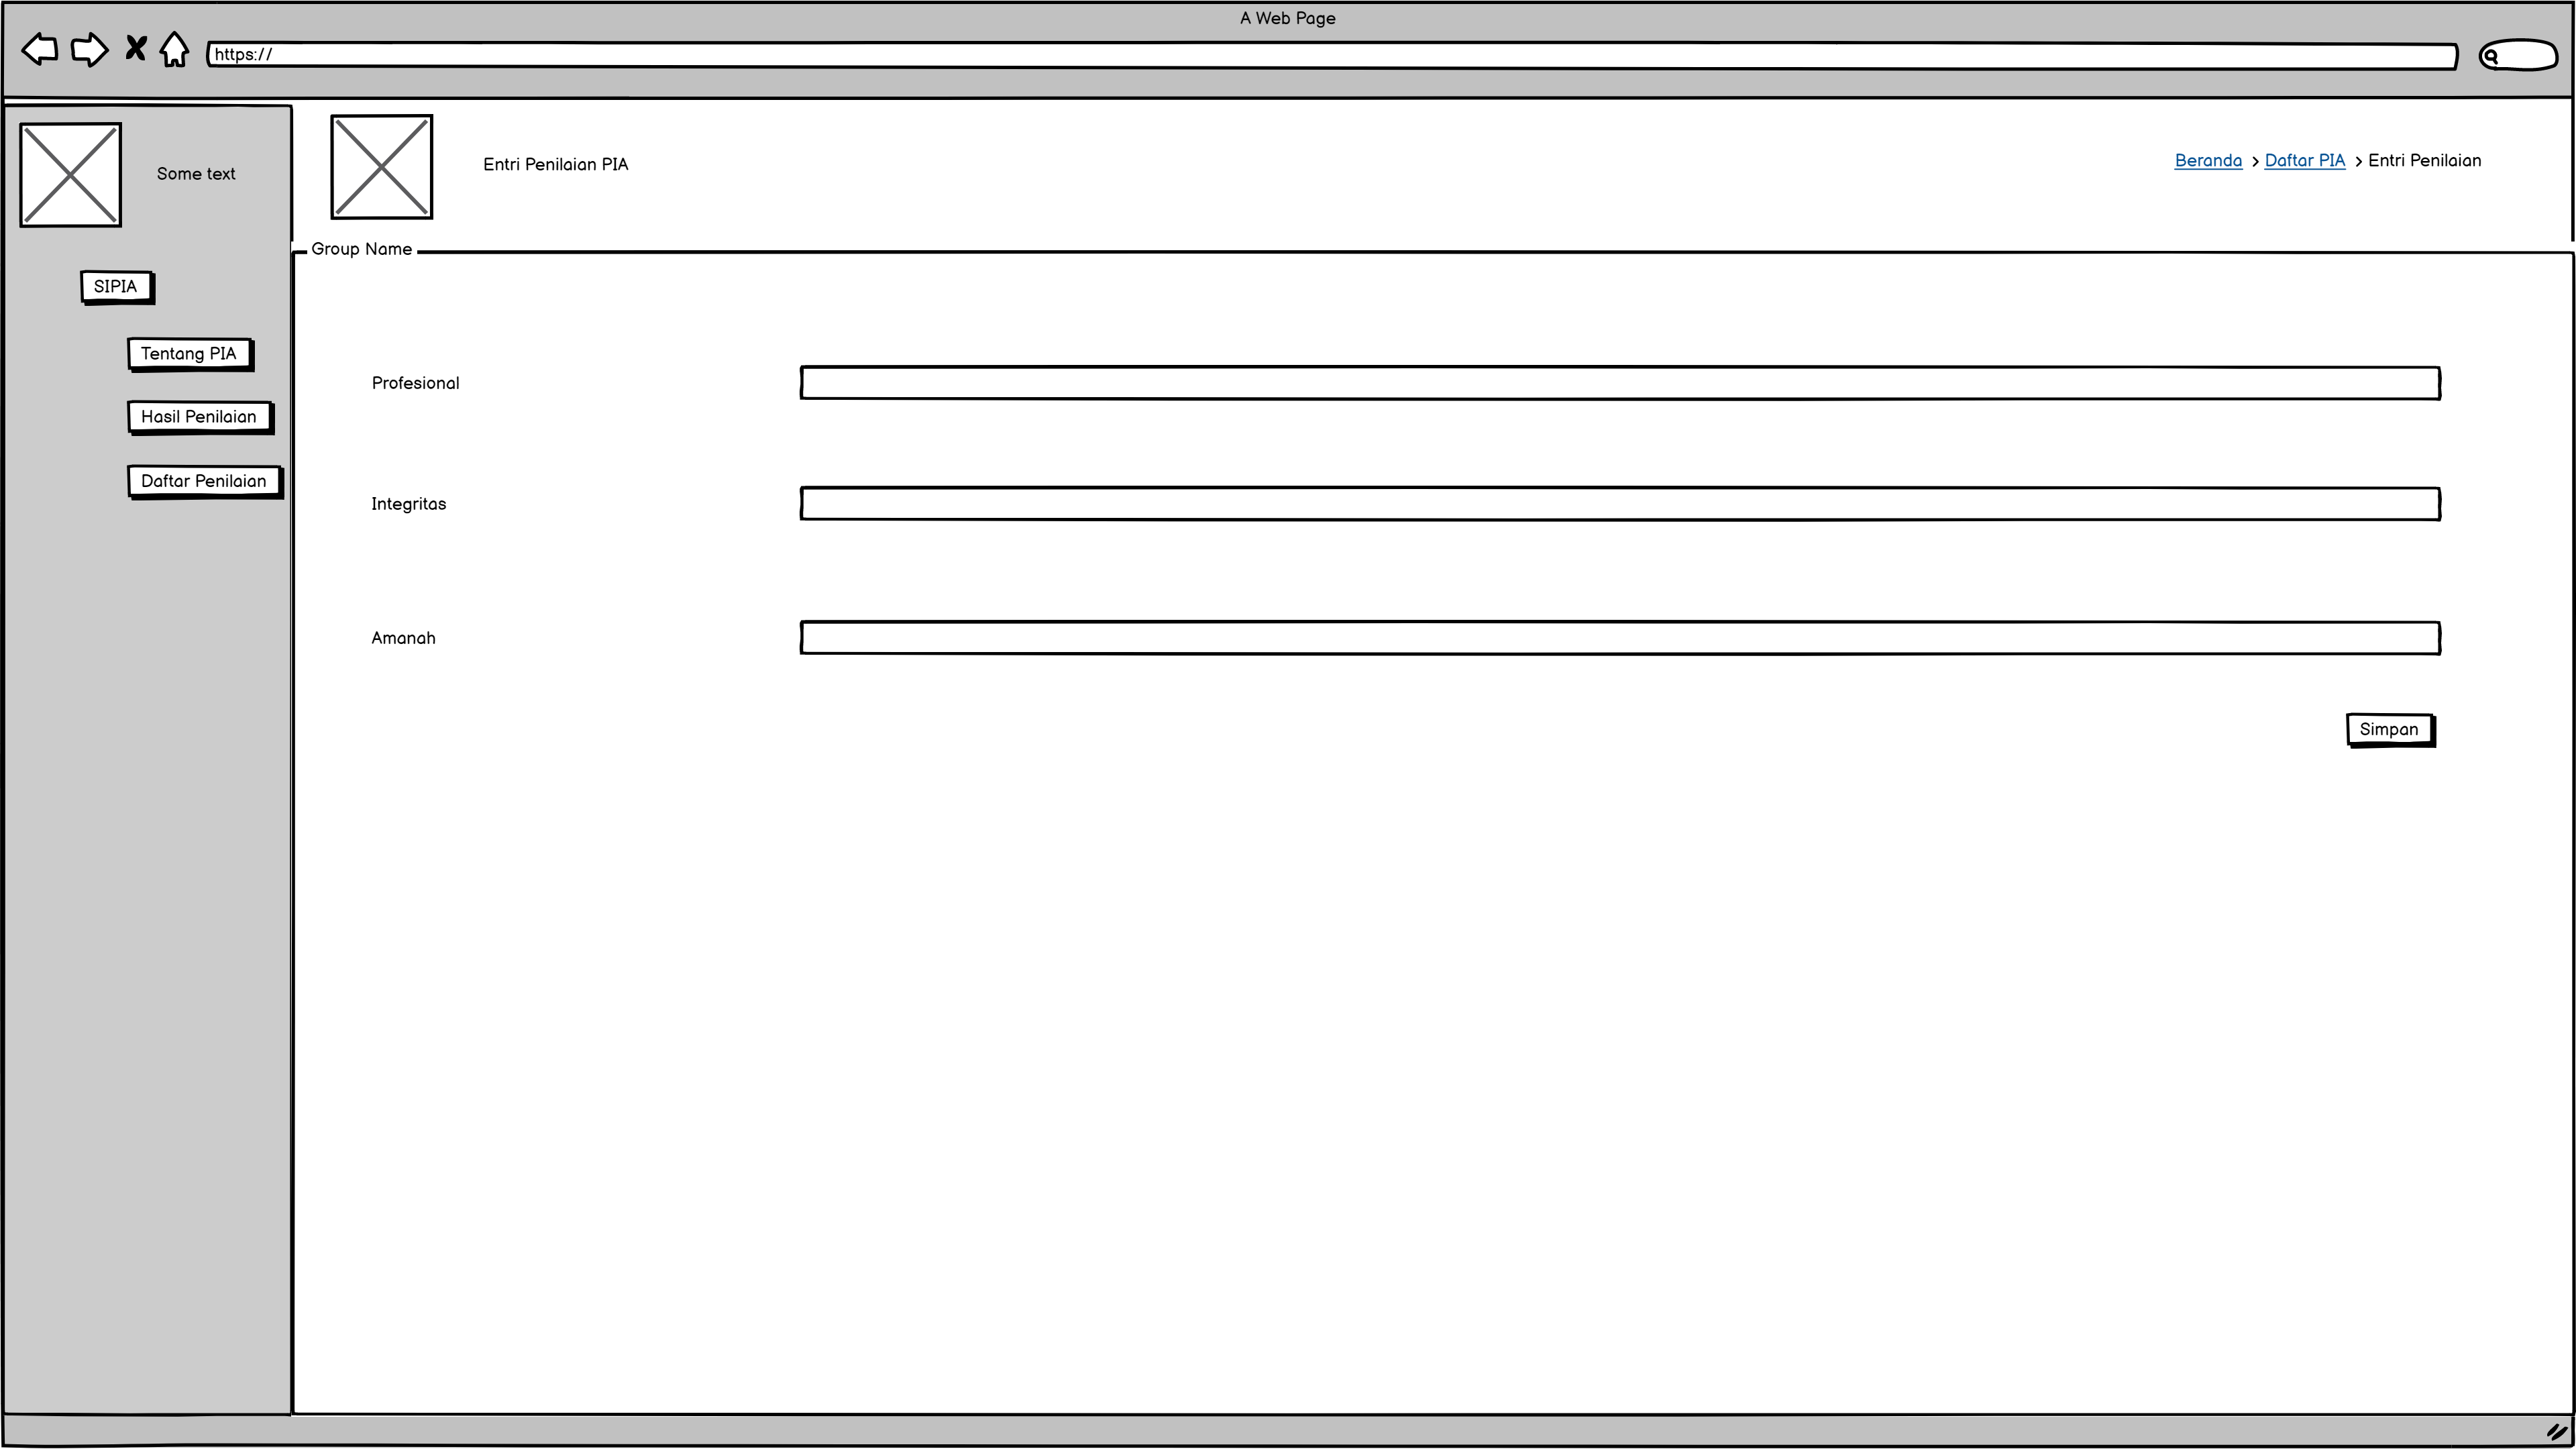 A Web Page
https://
Some text
SIPIA
Tentang PIA
Hasil Penilaian
Daftar Penilaian
Entri Penilaian PIA
Beranda > Daftar PIA > Entri Penilaian
Group Name
Profesional
Integritas
Amanah
Simpan